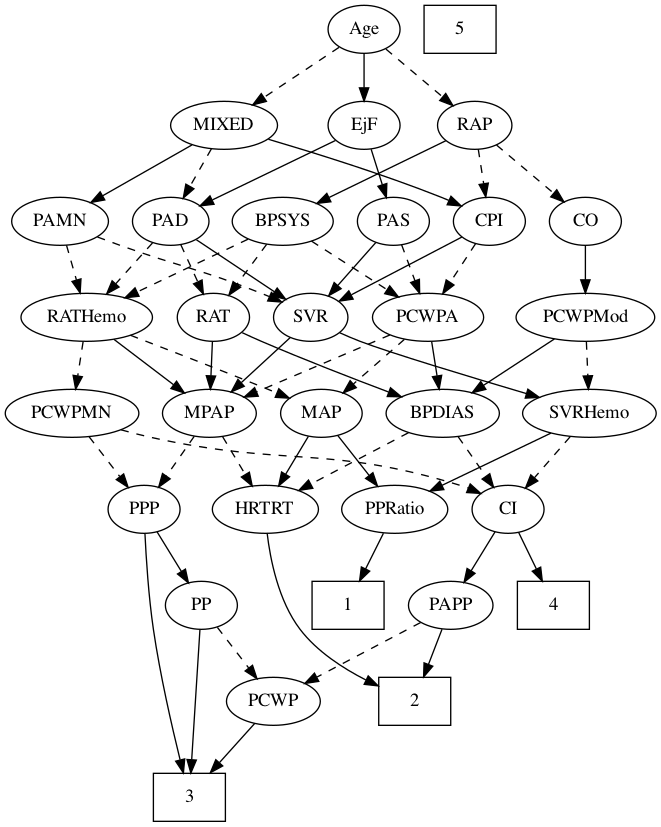 Age 5
MIXED EjF RAP
PAMN PAD BPSYS PAS CPI CO
RATHemo RAT SVR PCWPA PCWPMod
PCWPMN MPAP MAP BPDIAS SVRHemo
PPP HRTRT PPRatio CI
PP 1 PAPP 4
PCWP 2
3